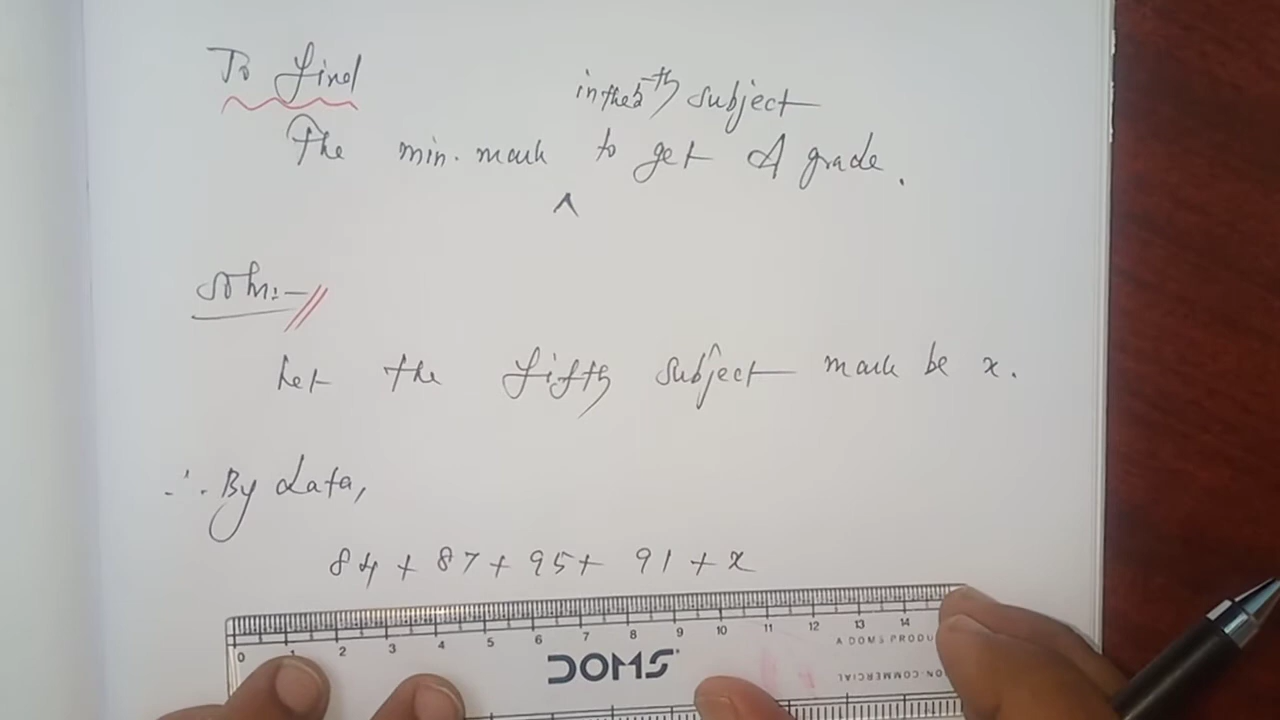 To find
in the 5th subject
The min. mark ^ to get A grade.
Soln:-
Let the fifth subject mark be x.
∴ By data,
84 + 87 + 95 + 91 + x
0 1 2 3 4 5 6 7 8 9 10 11 12 13 14
A DOMS PRODU
DOMS
ON-COMMERCIAL